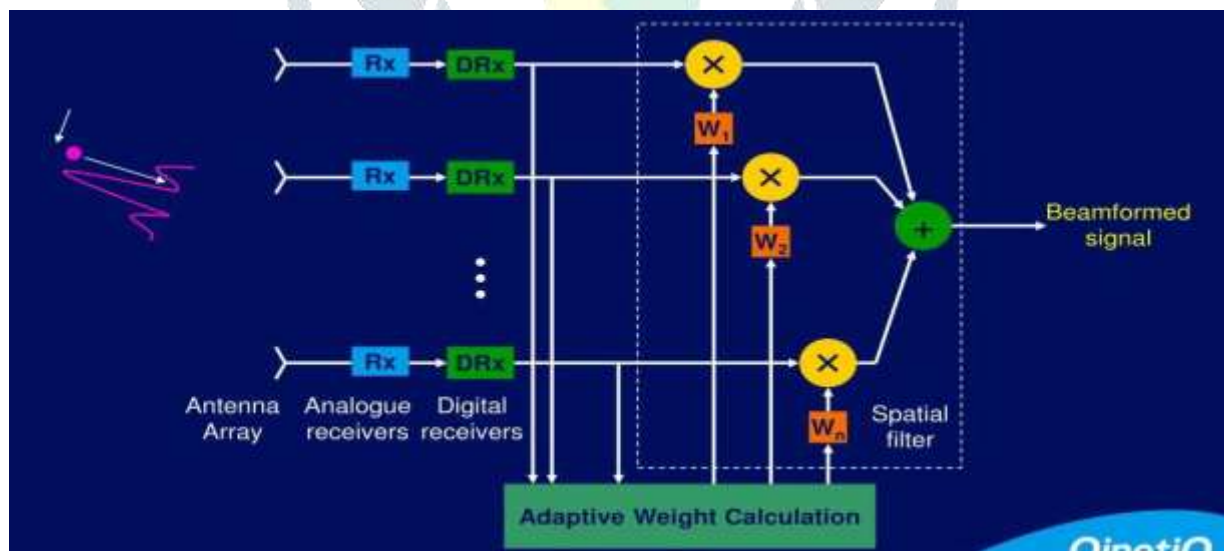 Rx
DRx
×
W1
Rx
DRx
×
W2
+
Beamformed
signal
Rx
DRx
×
Wn
Antenna
Array
Analogue
receivers
Digital
receivers
Spatial
filter
Adaptive Weight Calculation
QinetiQ